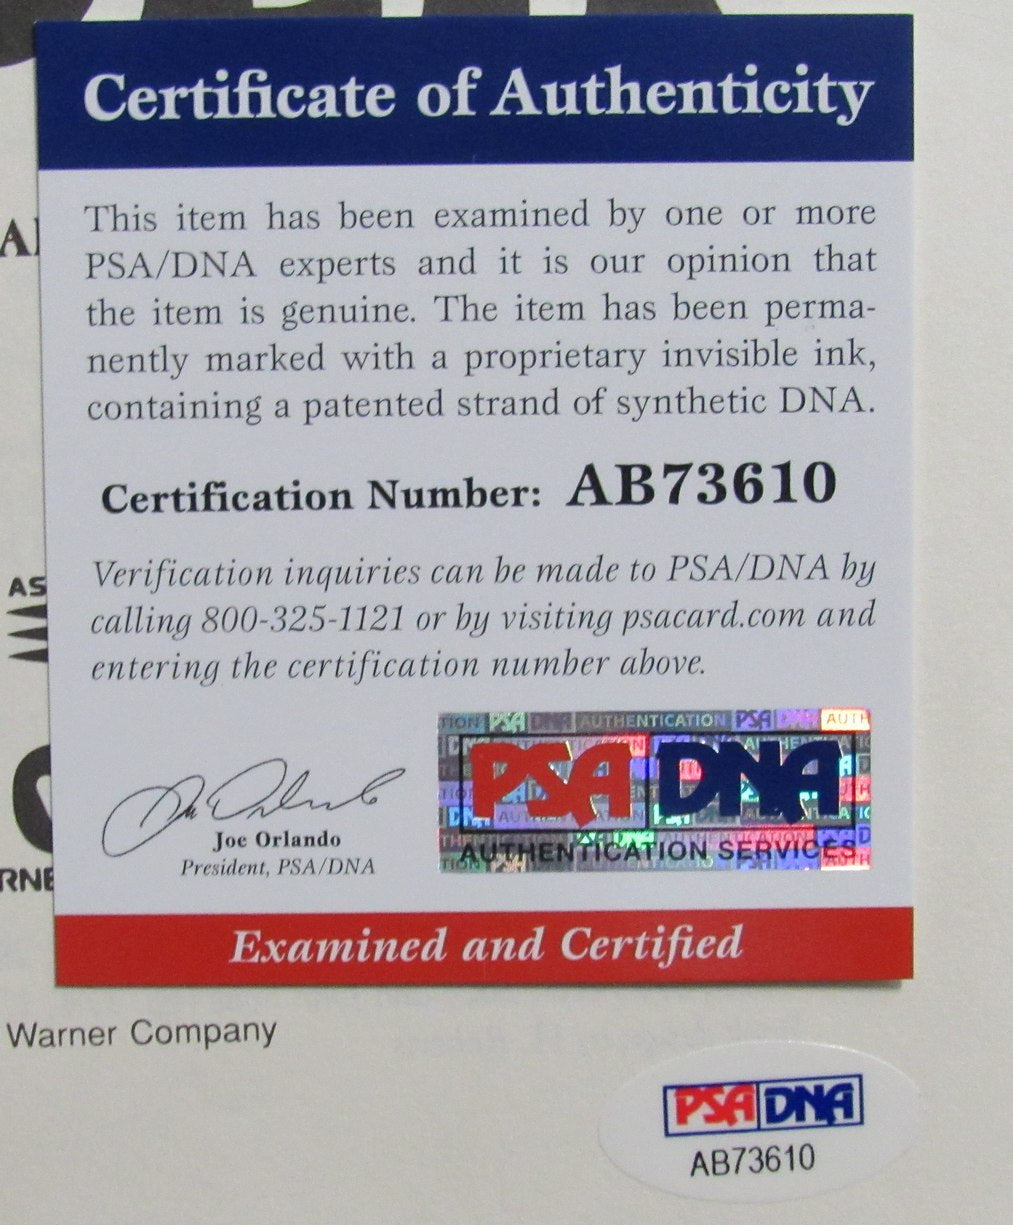 Certificate of Authenticity
This item has been examined by one or more
PSA/DNA experts and it is our opinion that
the item is genuine. The item has been perma-
nently marked with a proprietary invisible ink,
containing a patented strand of synthetic DNA.
Certification Number: AB73610
Verification inquiries can be made to PSA/DNA by
calling 800-325-1121 or by visiting psacard.com and
entering the certification number above.
PSA DNA
AUTHENTICATION SERVICES
Joe Orlando
President, PSA/DNA
Examined and Certified
Warner Company
PSA DNA
AB73610